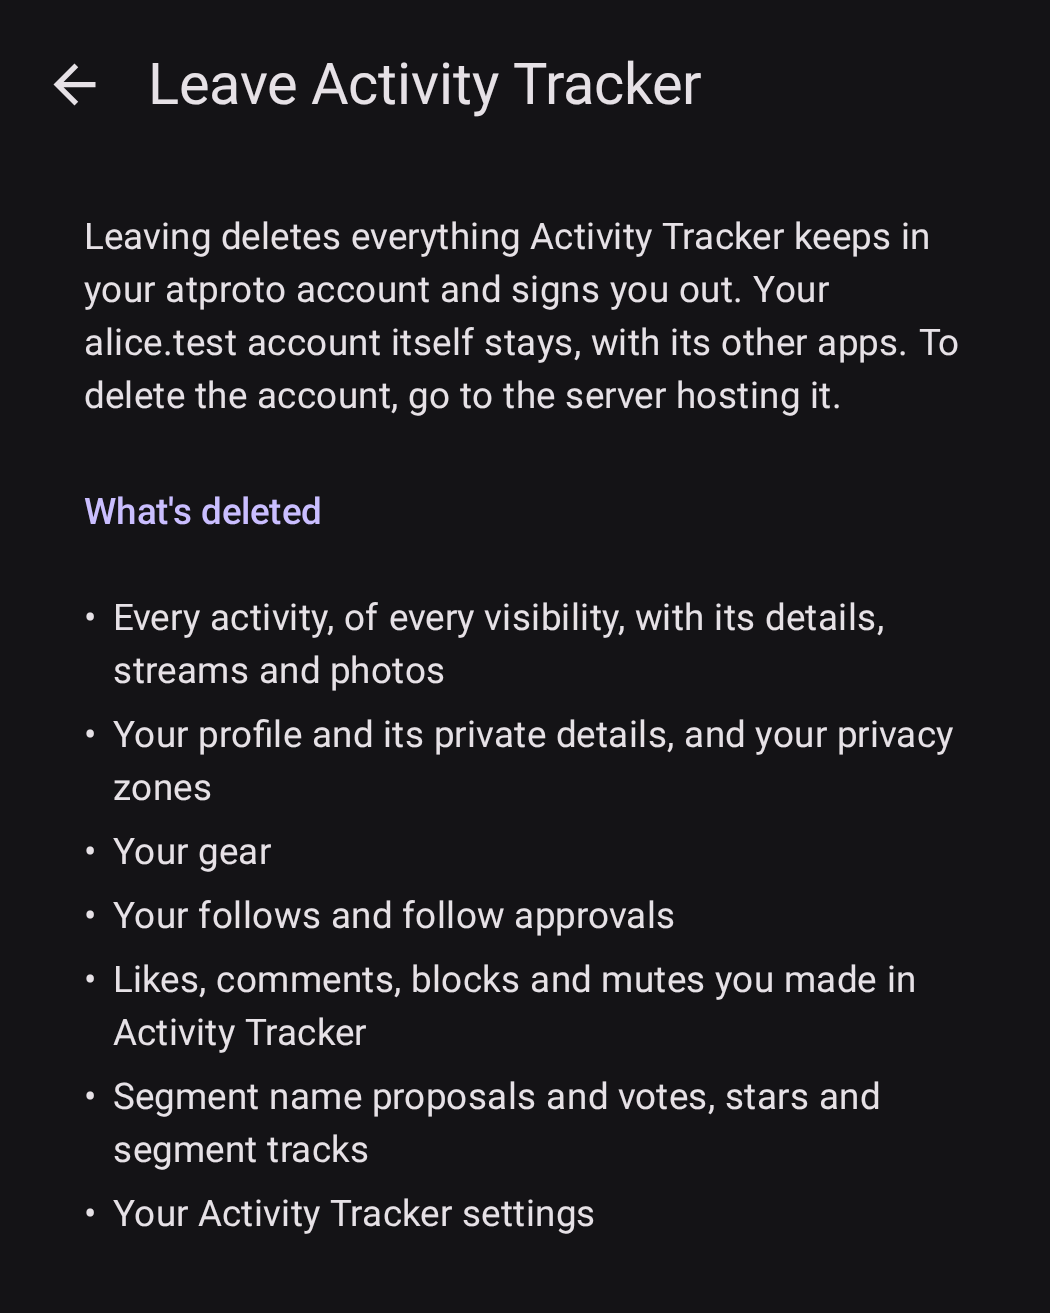 Leave Activity Tracker
Leaving deletes everything Activity Tracker keeps in
your atproto account and signs you out. Your
alice.test account itself stays, with its other apps. To
delete the account, go to the server hosting it.
What's deleted
• Every activity, of every visibility, with its details,
streams and photos
• Your profile and its private details, and your privacy
zones
• Your gear
• Your follows and follow approvals
• Likes, comments, blocks and mutes you made in
Activity Tracker
• Segment name proposals and votes, stars and
segment tracks
• Your Activity Tracker settings